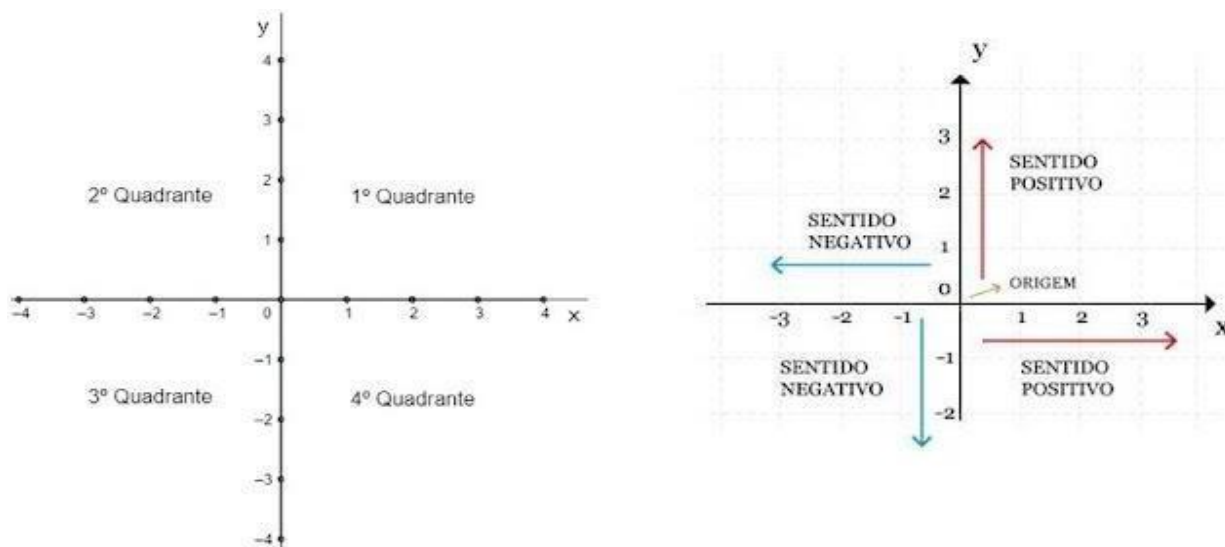 y
4
3
2
2º Quadrante
1º Quadrante
1
-4
-3
-2
-1
0
1
2
3
4
x
-1
3º Quadrante
4º Quadrante
-2
-3
-4
y
3
SENTIDO
POSITIVO
2
SENTIDO
NEGATIVO
1
0
ORIGEM
-3
-2
-1
1
2
3
x
-1
SENTIDO
NEGATIVO
SENTIDO
POSITIVO
-2